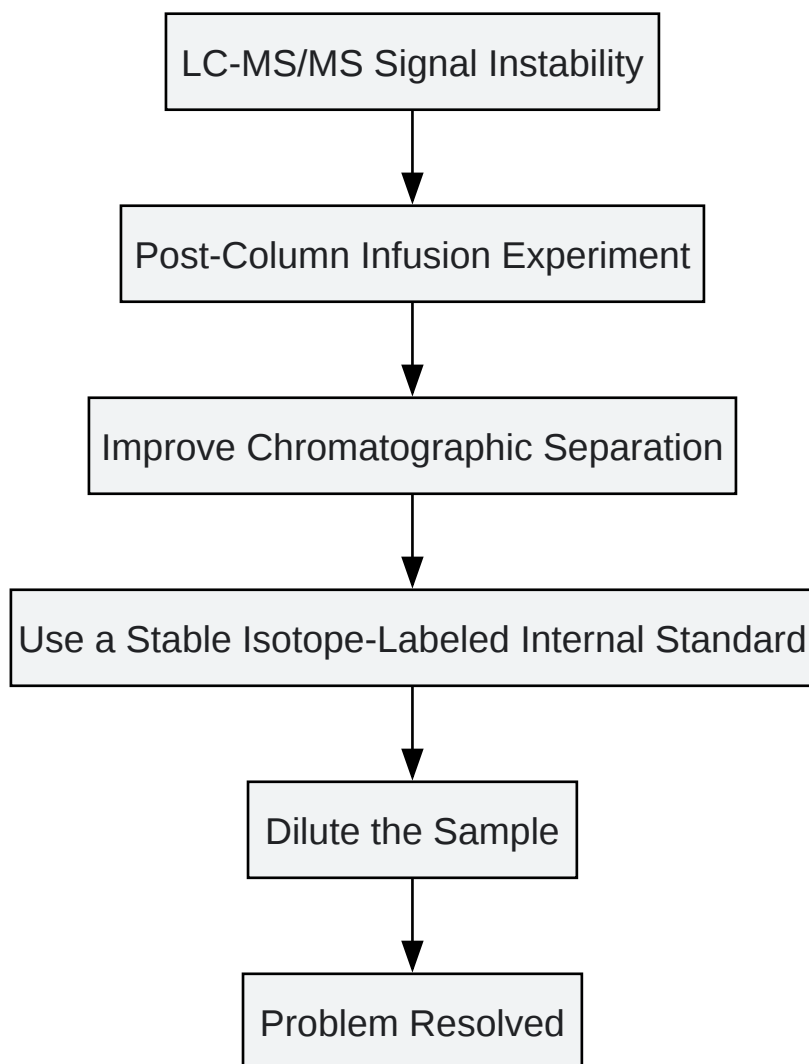 LC-MS/MS Signal Instability
Post-Column Infusion Experiment
Improve Chromatographic Separation
Use a Stable Isotope-Labeled Internal Standard
Dilute the Sample
Problem Resolved